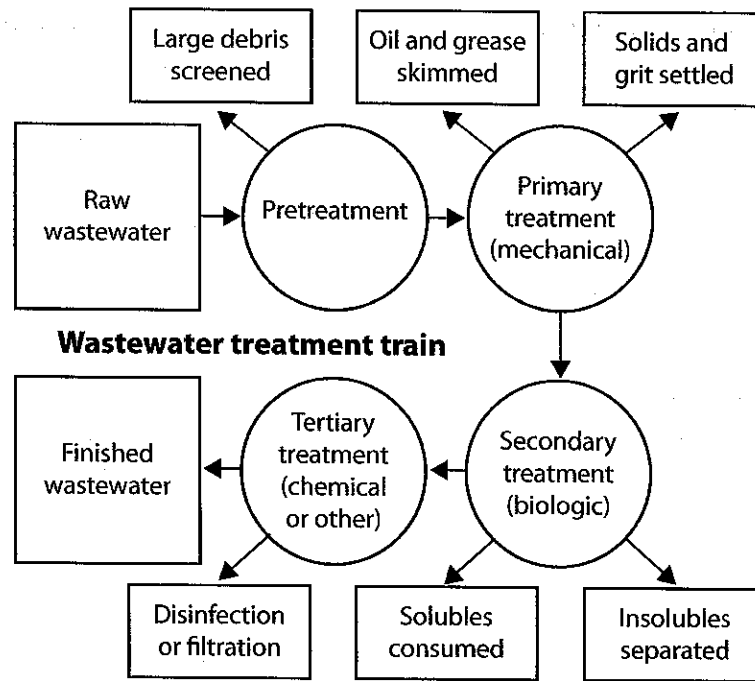 Large debris
screened
Oil and grease
skimmed
Solids and
grit settled
Raw
wastewater
Pretreatment
Primary
treatment
(mechanical)
Wastewater treatment train
Finished
wastewater
Tertiary
treatment
(chemical
or other)
Secondary
treatment
(biologic)
Disinfection
or filtration
Solubles
consumed
Insolubles
separated